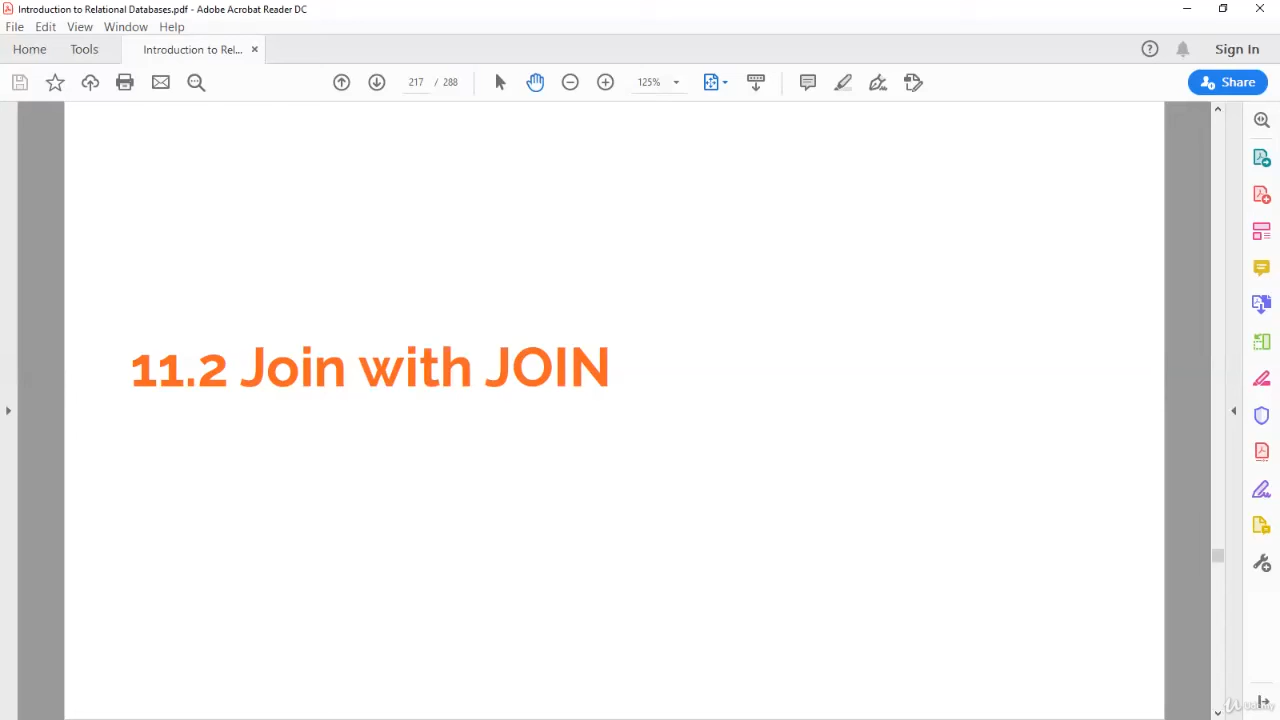 Introduction to Relational Databases.pdf - Adobe Acrobat Reader DC
File Edit View Window Help
Home Tools Introduction to Rel... × Sign In
217 / 288 125% Share
11.2 Join with JOIN
Udemy